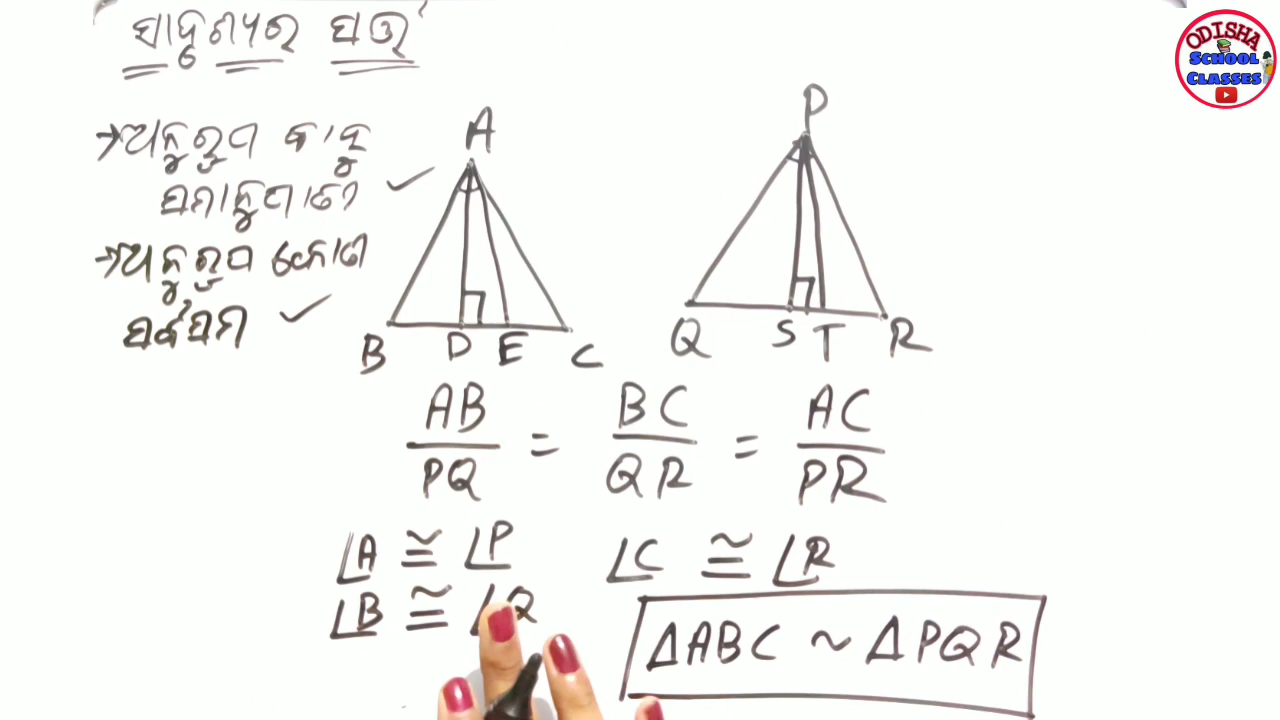 ସାଦୃଶ୍ୟର ସର୍ତ୍ତ
ODISHA
SCHOOL
CLASSES
→ ଅନୁରୂପ ବାହୁ
ସମାନୁପାତୀ ✓
→ ଅନୁରୂପ କୋଣ
ସର୍ବସମ ✓
A
B D E C
P
Q S T R
AB/PQ = BC/QR = AC/PR
∠A ≅ ∠P ∠C ≅ ∠R
∠B ≅ ∠Q
ΔABC ~ ΔPQR